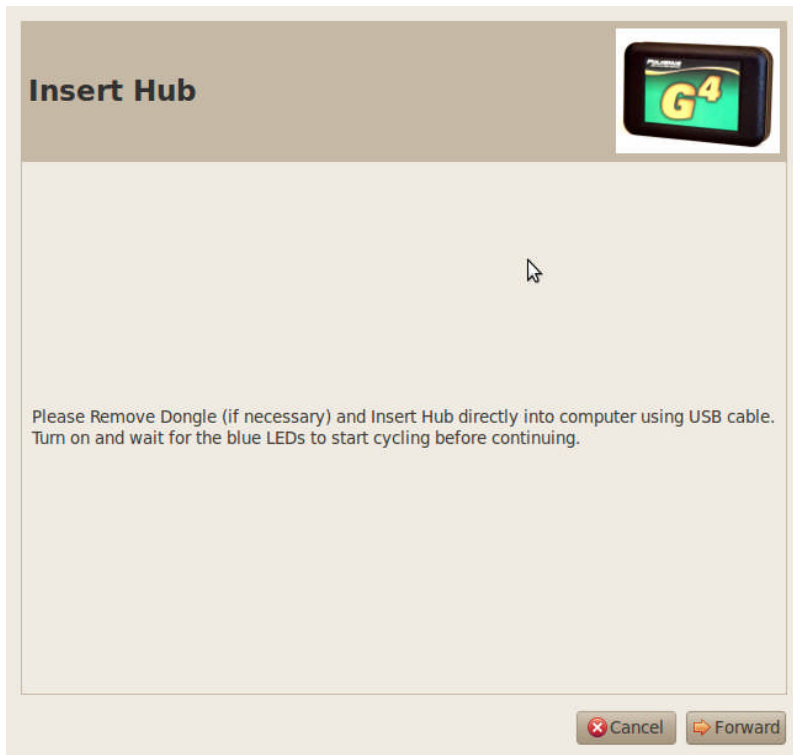 Insert Hub
POLHEMUS
G4
Please Remove Dongle (if necessary) and Insert Hub directly into computer using USB cable.
Turn on and wait for the blue LEDs to start cycling before continuing.
Cancel
Forward